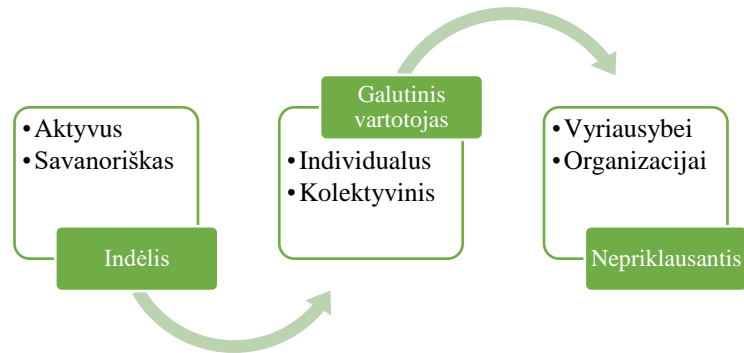 •Aktyvus
•Savanoriškas
Indėlis
Galutinis
vartotojas
•Individualus
•Kolektyvinis
•Vyriausybei
•Organizacijai
Nepriklausantis